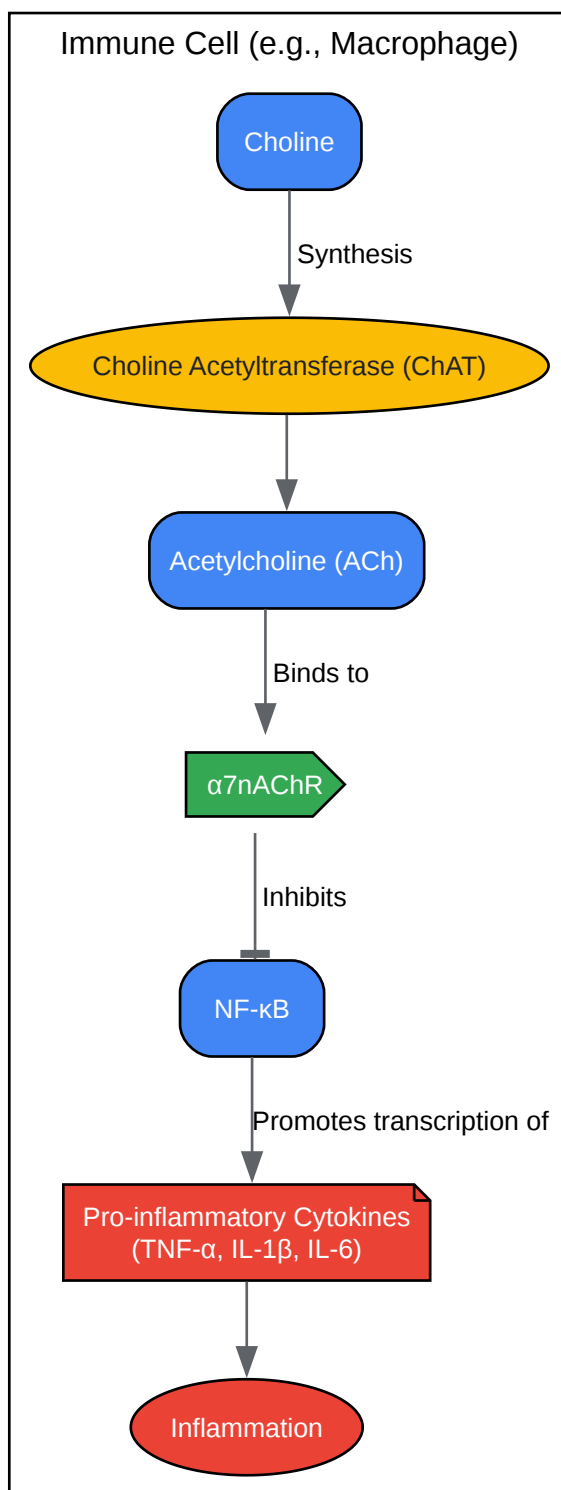 Immune Cell (e.g., Macrophage)
Choline
Synthesis
Choline Acetyltransferase (ChAT)
Acetylcholine (ACh)
Binds to
α7nAChR
Inhibits
NF-κB
Promotes transcription of
Pro-inflammatory Cytokines
(TNF-α, IL-1β, IL-6)
Inflammation